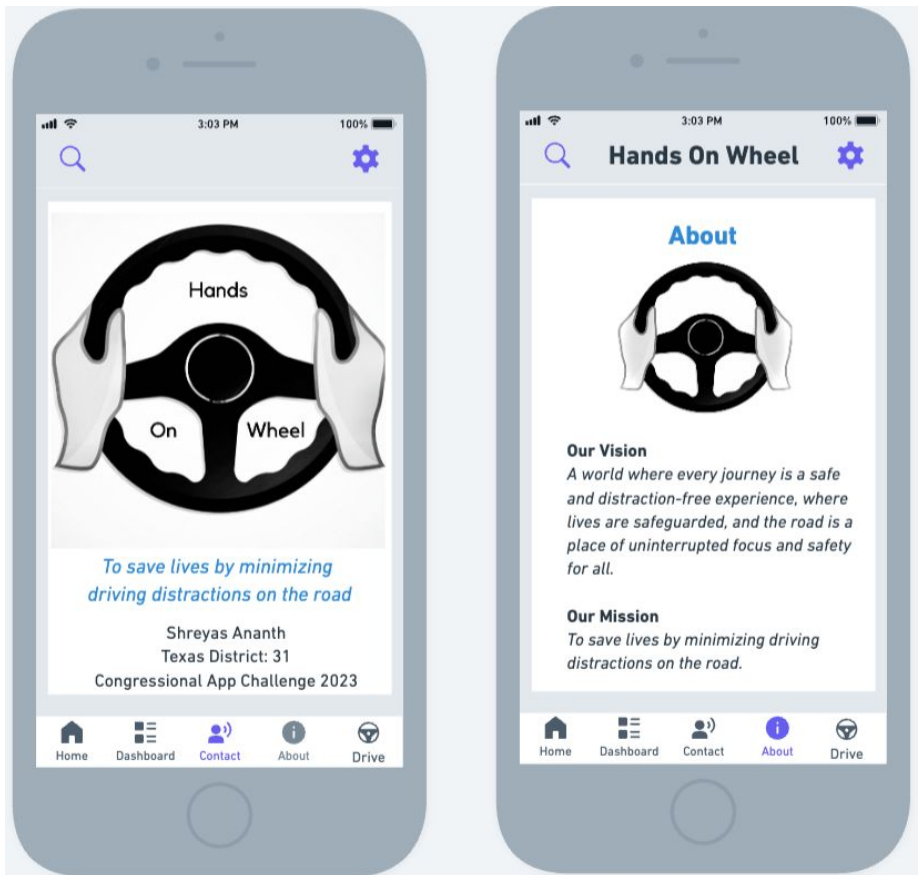 3:03 PM
100%
Hands
On
Wheel
To save lives by minimizing
driving distractions on the road
Shreyas Ananth
Texas District: 31
Congressional App Challenge 2023
Home
Dashboard
Contact
About
Drive
3:03 PM
100%
Hands On Wheel
About
Our Vision
A world where every journey is a safe
and distraction-free experience, where
lives are safeguarded, and the road is a
place of uninterrupted focus and safety
for all.
Our Mission
To save lives by minimizing driving
distractions on the road.
Home
Dashboard
Contact
About
Drive